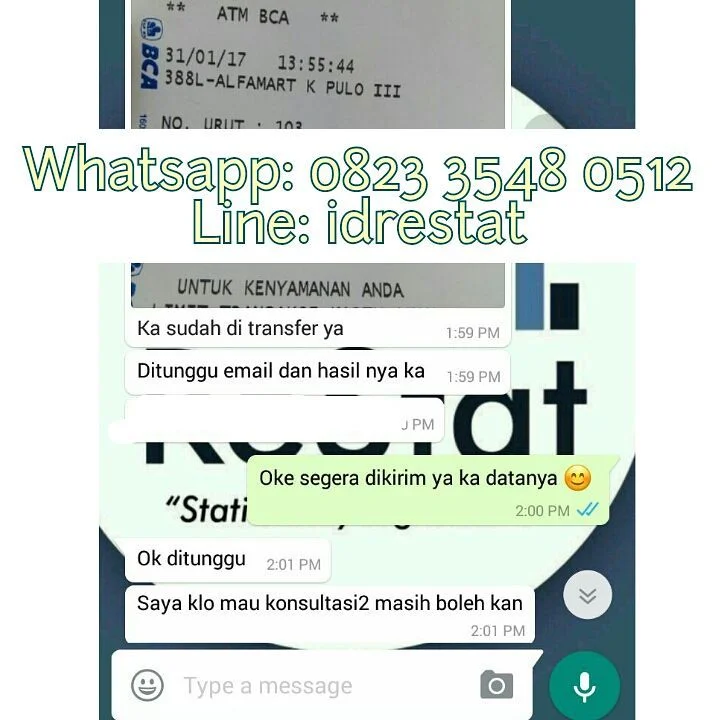 ** ATM BCA **
BCA
31/01/17 13:55:44
388L-ALFAMART K PULO III
NO. URUT : 103
Whatsapp: 0823 3548 0512
Line: idrestat
UNTUK KENYAMANAN ANDA
Ka sudah di transfer ya 1:59 PM
Ditunggu email dan hasil nya ka 1:59 PM
PM
Oke segera dikirim ya ka datanya 😊
2:00 PM
"Stati
Ok ditunggu 2:01 PM
Saya klo mau konsultasi2 masih boleh kan
2:01 PM
Type a message